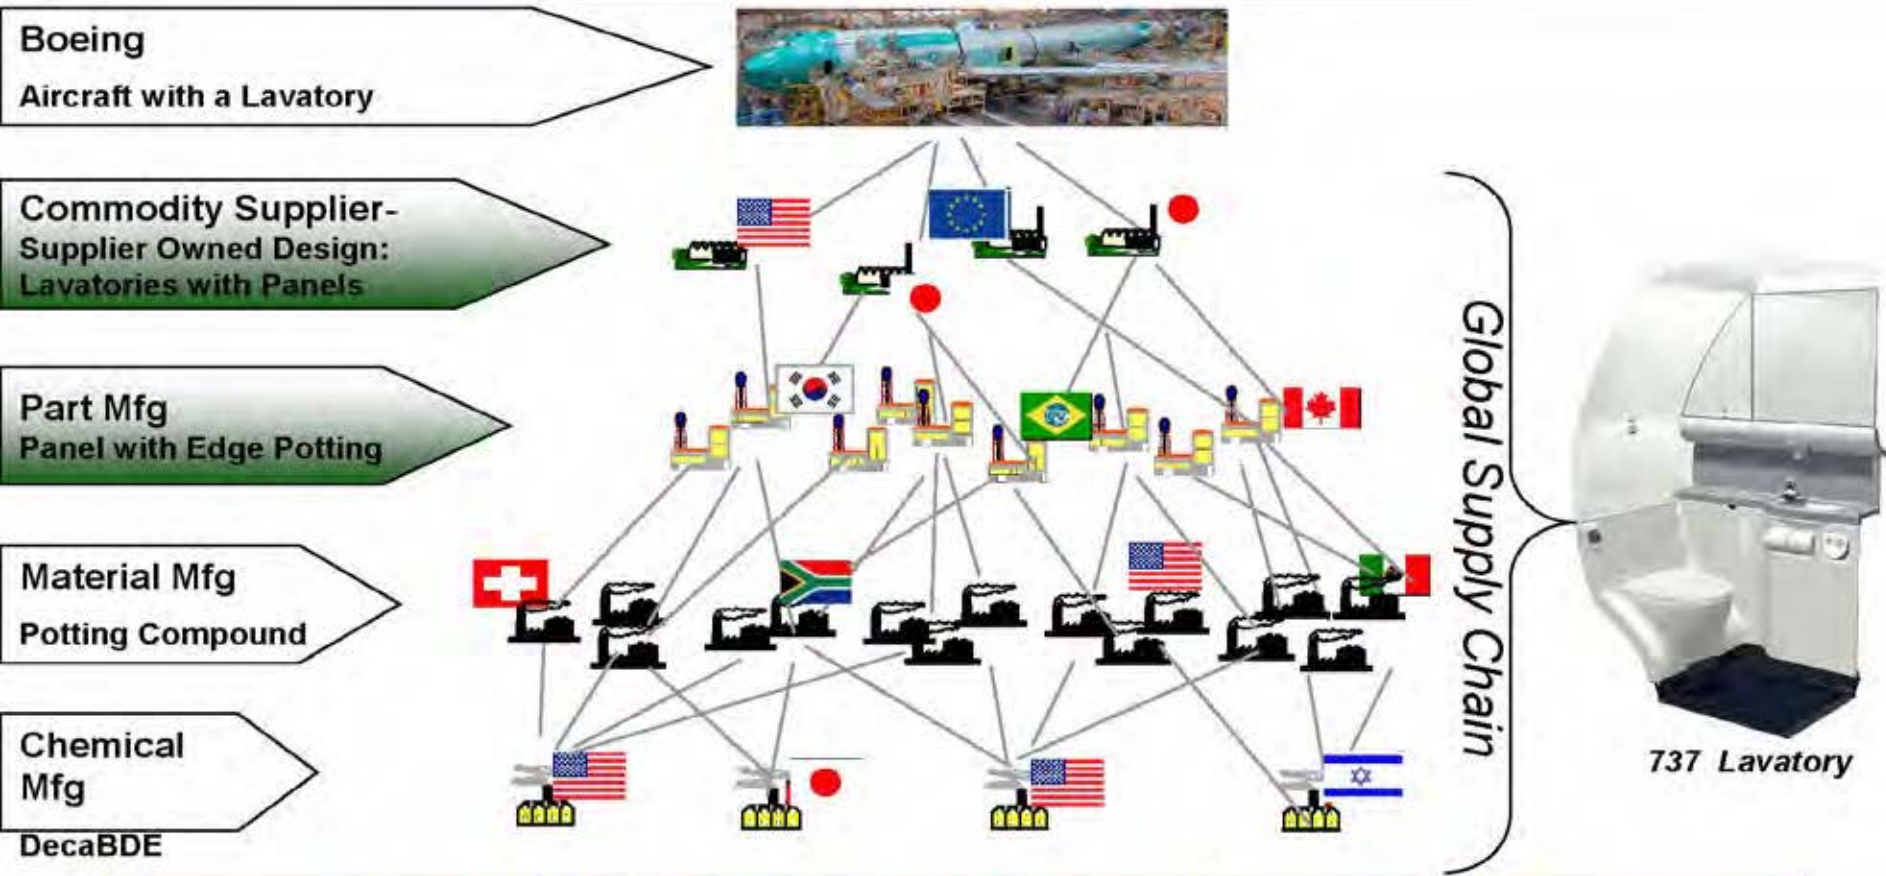 Boeing
Aircraft with a Lavatory
Commodity Supplier-
Supplier Owned Design:
Lavatories with Panels
Part Mfg
Panel with Edge Potting
Material Mfg
Potting Compound
Chemical
Mfg
DecaBDE
Global Supply Chain
737 Lavatory